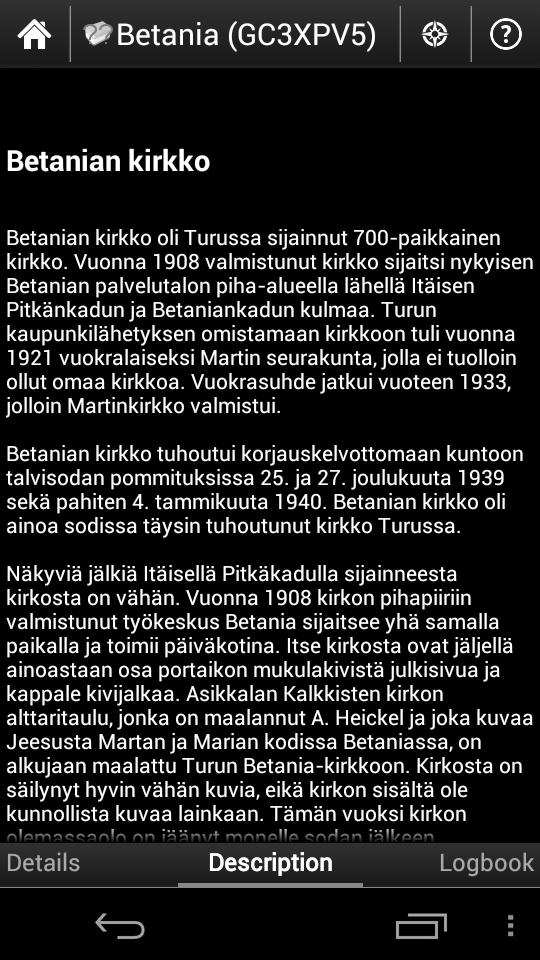 Betania (GC3XPV5)
Betanian kirkko
Betanian kirkko oli Turussa sijainnut 700-paikkainen
kirkko. Vuonna 1908 valmistunut kirkko sijaitsi nykyisen
Betanian palvelutalon piha-alueella lähellä Itäisen
Pitkänkadun ja Betaniankadun kulmaa. Turun
kaupunkilähetyksen omistamaan kirkkoon tuli vuonna
1921 vuokralaiseksi Martin seurakunta, jolla ei tuolloin
ollut omaa kirkkoa. Vuokrasuhde jatkui vuoteen 1933,
jolloin Martinkirkko valmistui.
Betanian kirkko tuhoutui korjauskelvottomaan kuntoon
talvisodan pommituksissa 25. ja 27. joulukuuta 1939
sekä pahiten 4. tammikuuta 1940. Betanian kirkko oli
ainoa sodissa täysin tuhoutunut kirkko Turussa.
Näkyviä jälkiä Itäisellä Pitkäkadulla sijainneesta
kirkosta on vähän. Vuonna 1908 kirkon pihapiiriin
valmistunut työkeskus Betania sijaitsee yhä samalla
paikalla ja toimii päiväkotina. Itse kirkosta ovat jäljellä
ainoastaan osa portaikon mukulakivistä julkisivua ja
kappale kivijalkaa. Asikkalan Kalkkisten kirkon
alttaritaulu, jonka on maalannut A. Heickel ja joka kuvaa
Jeesusta Martan ja Marian kodissa Betaniassa, on
alkujaan maalattu Turun Betania-kirkkoon. Kirkosta on
säilynyt hyvin vähän kuvia, eikä kirkon sisältä ole
kunnollista kuvaa lainkaan. Tämän vuoksi kirkon
olemassaolo on jäänyt monelle sodan jälkeen
Details Description Logbook